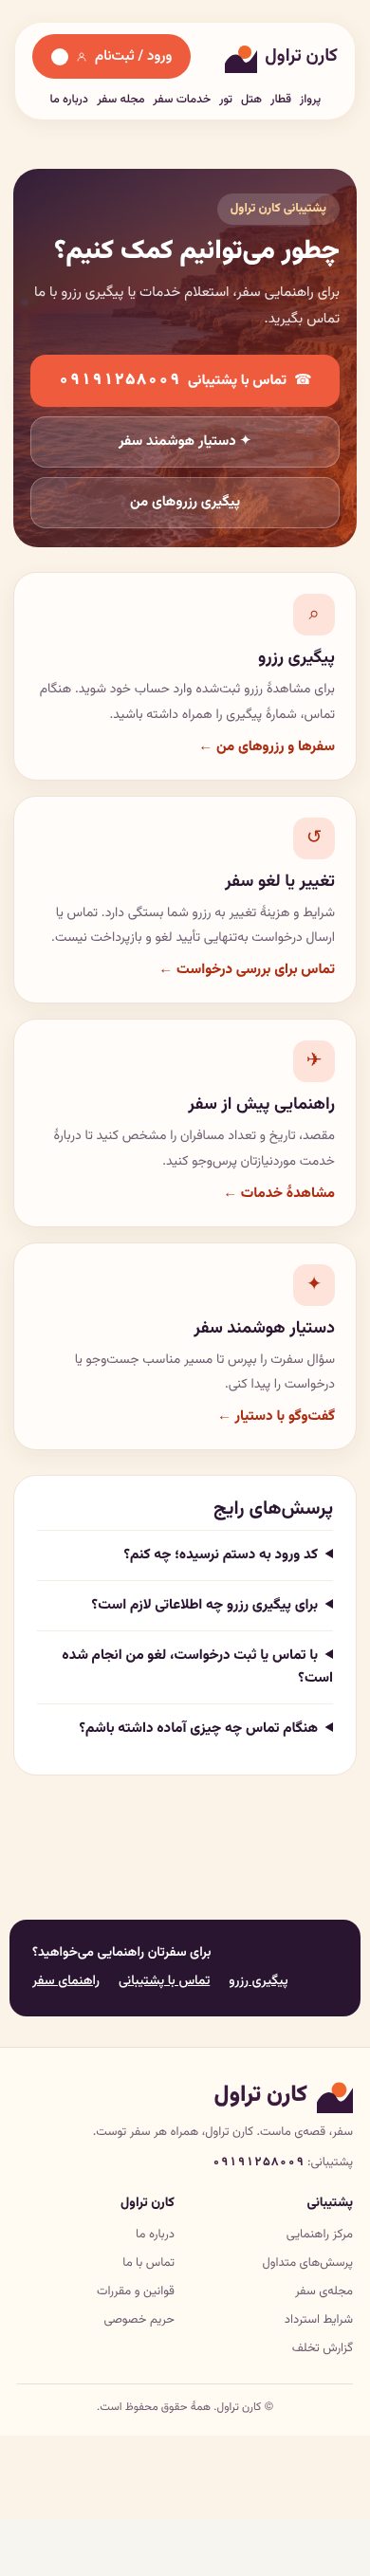 کارن تراول
ورود / ثبت‌نام
پرواز قطار هتل تور خدمات سفر مجله سفر درباره ما
پشتیبانی کارن تراول
چطور می‌توانیم کمک کنیم؟
برای راهنمایی سفر، استعلام خدمات یا پیگیری رزرو با ما
تماس بگیرید.
☎ تماس با پشتیبانی ۰۹۱۹۱۲۵۸۰۰۹
✦ دستیار هوشمند سفر
پیگیری رزروهای من
⌕
پیگیری رزرو
برای مشاهدهٔ رزرو ثبت‌شده وارد حساب خود شوید. هنگام
تماس، شمارهٔ پیگیری را همراه داشته باشید.
سفرها و رزروهای من ←
↺
تغییر یا لغو سفر
شرایط و هزینهٔ تغییر به رزرو شما بستگی دارد. تماس یا
ارسال درخواست به‌تنهایی تأیید لغو و بازپرداخت نیست.
تماس برای بررسی درخواست ←
✈
راهنمایی پیش از سفر
مقصد، تاریخ و تعداد مسافران را مشخص کنید تا دربارهٔ
خدمت موردنیازتان پرس‌وجو کنید.
مشاهدهٔ خدمات ←
✦
دستیار هوشمند سفر
سؤال سفرت را بپرس تا مسیر مناسب جست‌وجو یا
درخواست را پیدا کنی.
گفت‌وگو با دستیار ←
پرسش‌های رایج
◀ کد ورود به دستم نرسیده؛ چه کنم؟
◀ برای پیگیری رزرو چه اطلاعاتی لازم است؟
◀ با تماس یا ثبت درخواست، لغو من انجام شده
است؟
◀ هنگام تماس چه چیزی آماده داشته باشم؟
برای سفرتان راهنمایی می‌خواهید؟
پیگیری رزرو تماس با پشتیبانی راهنمای سفر
کارن تراول
سفر، قصه‌ی ماست. کارن تراول، همراه هر سفر توست.
پشتیبانی: ۰۹۱۹۱۲۵۸۰۰۹
پشتیبانی
مرکز راهنمایی
پرسش‌های متداول
مجله‌ی سفر
شرایط استرداد
گزارش تخلف
کارن تراول
درباره ما
تماس با ما
قوانین و مقررات
حریم خصوصی
© کارن تراول. همهٔ حقوق محفوظ است.